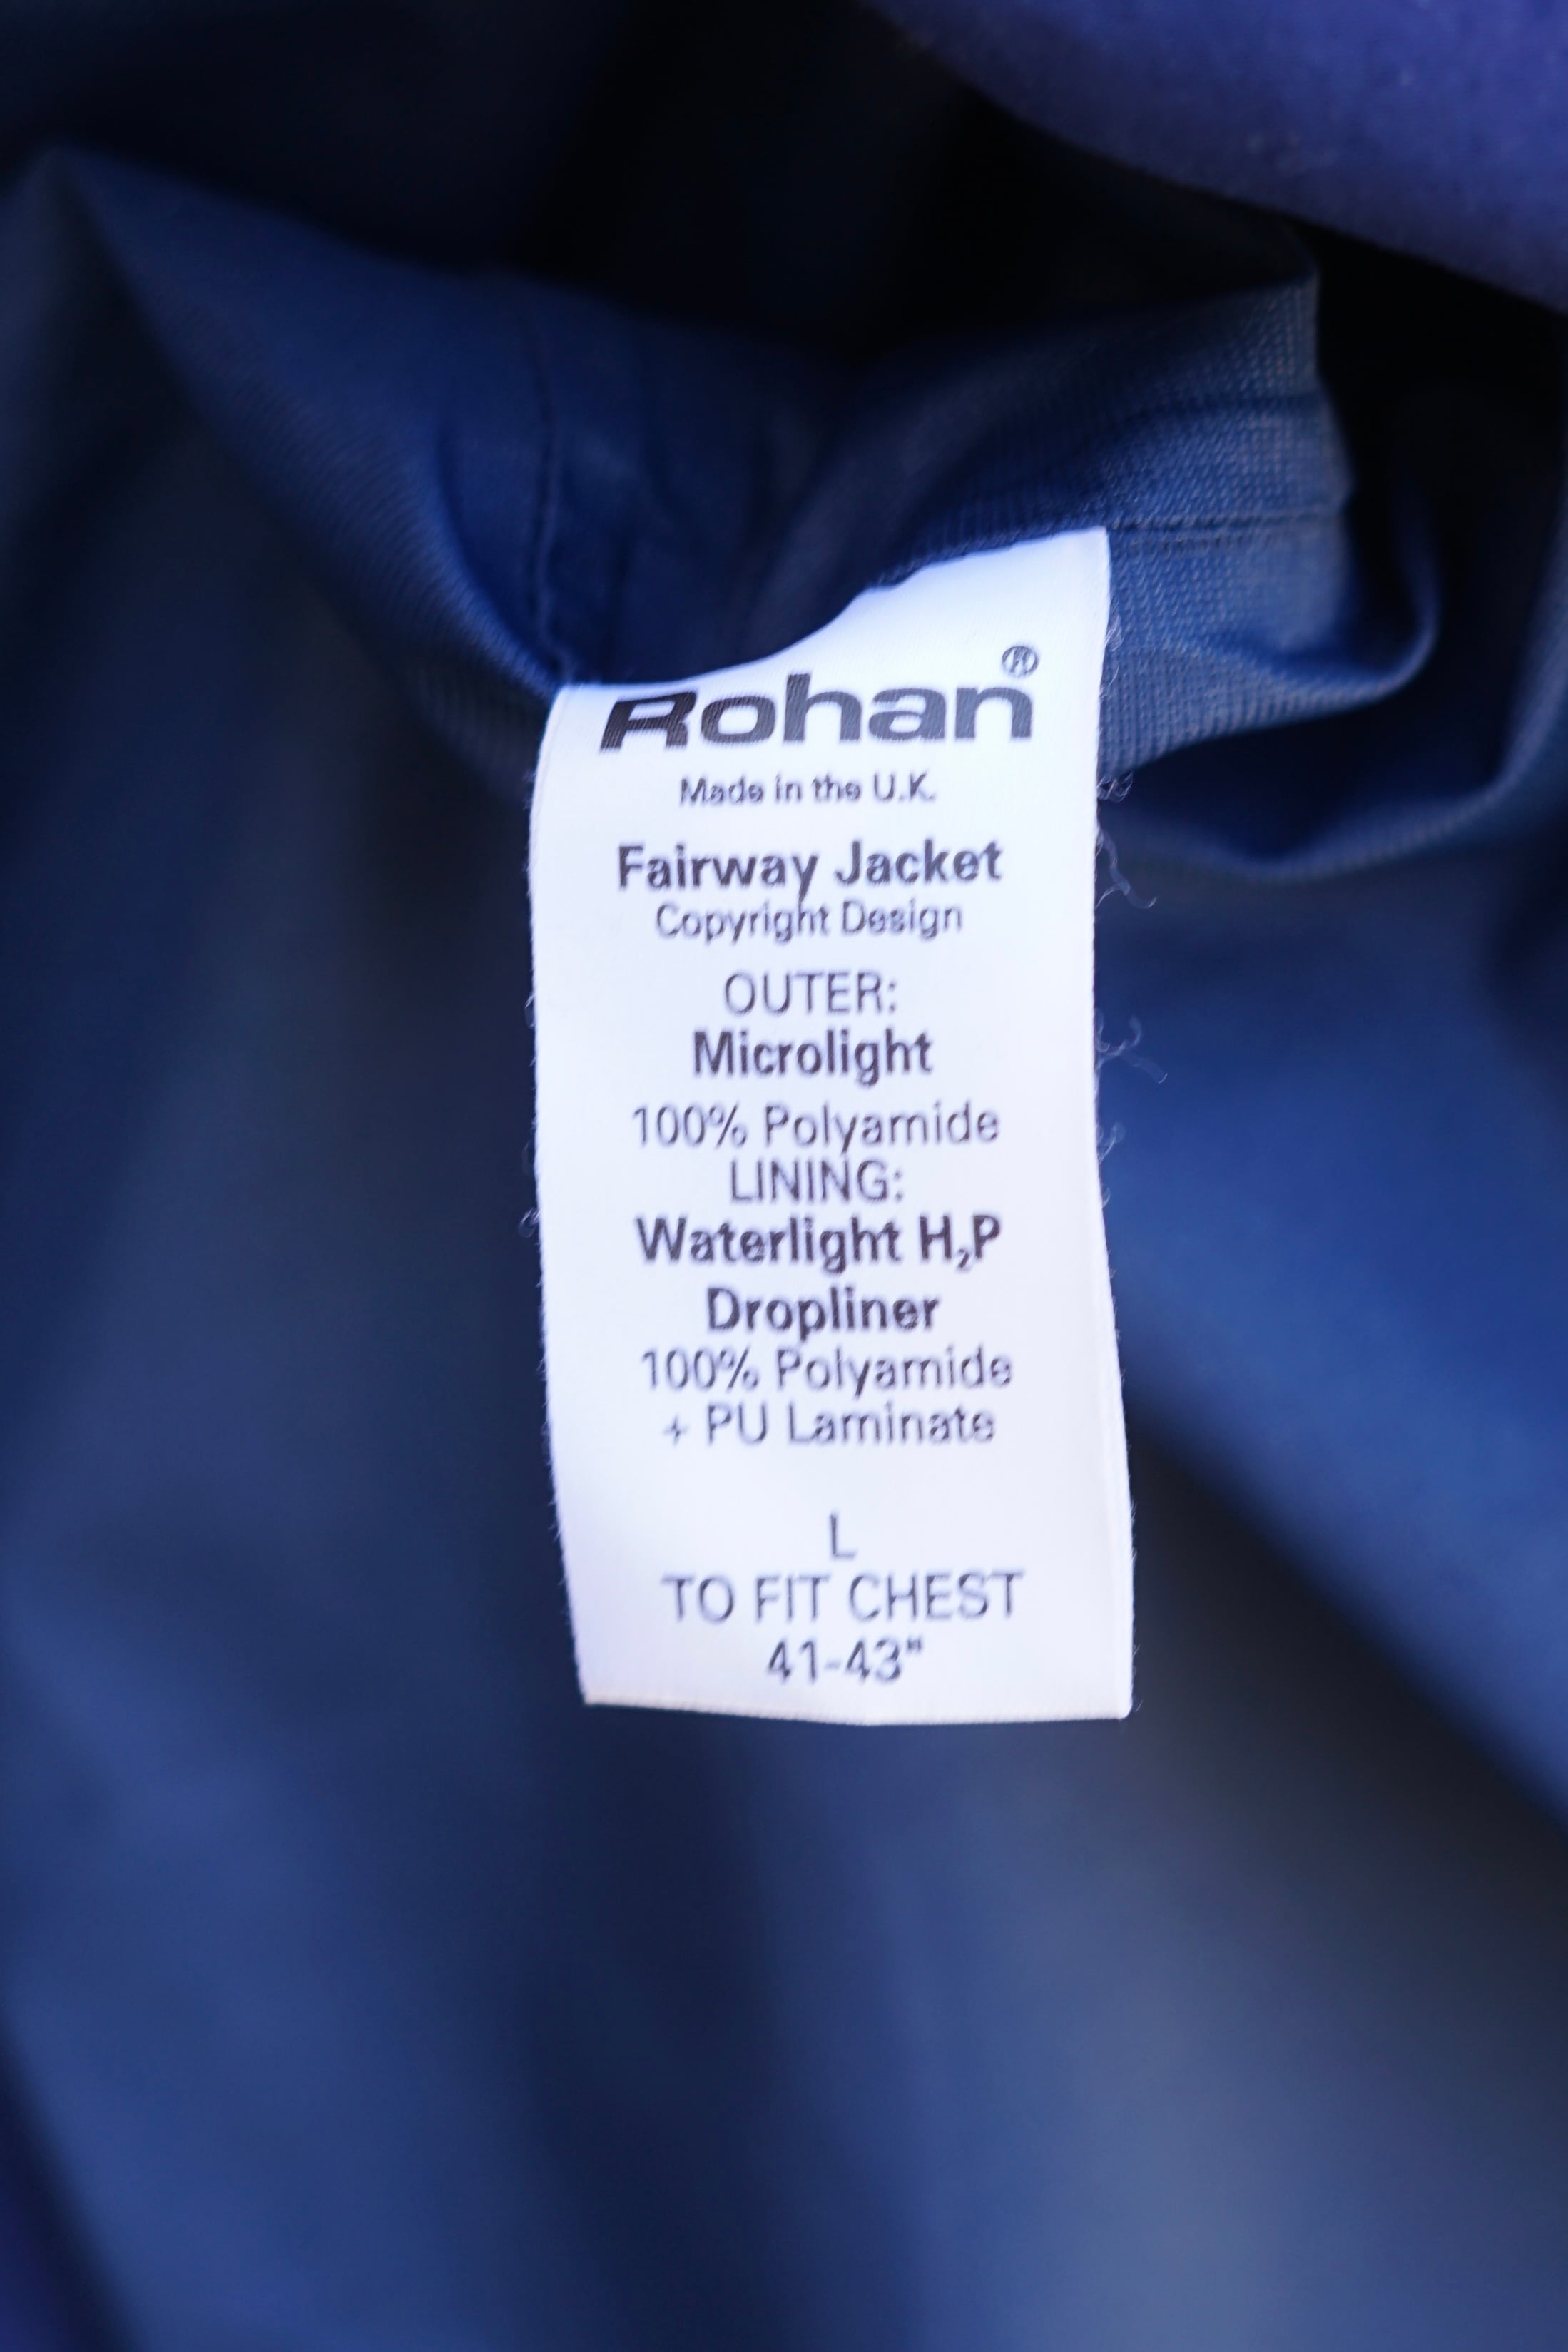 Rohan®
Made in the U.K.
Fairway Jacket
Copyright Design
OUTER:
Microlight
100% Polyamide
LINING:
Waterlight H₂P
Dropliner
100% Polyamide
+ PU Laminate
L
TO FIT CHEST
41-43"